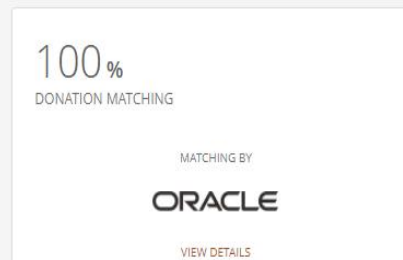 100%
DONATION MATCHING
MATCHING BY
ORACLE
VIEW DETAILS